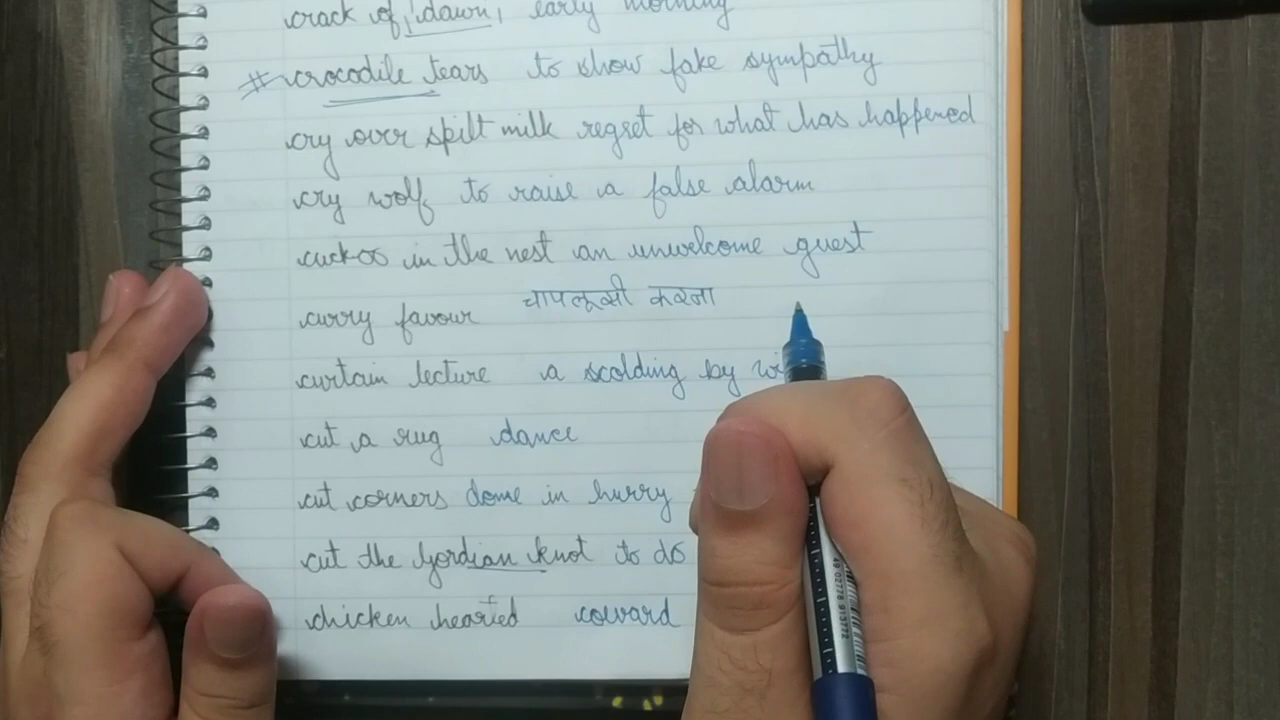 crack of dawn, early morning
# crocodile tears to show fake sympathy
cry over spilt milk regret for what has happened
cry wolf to raise a false alarm
cuckoo in the nest an unwelcome guest
curry favour चापलूसी करना
curtain lecture a scolding by
cut a rug dance
cut corners done in hurry
cut the Gordian knot to do
chicken hearted coward